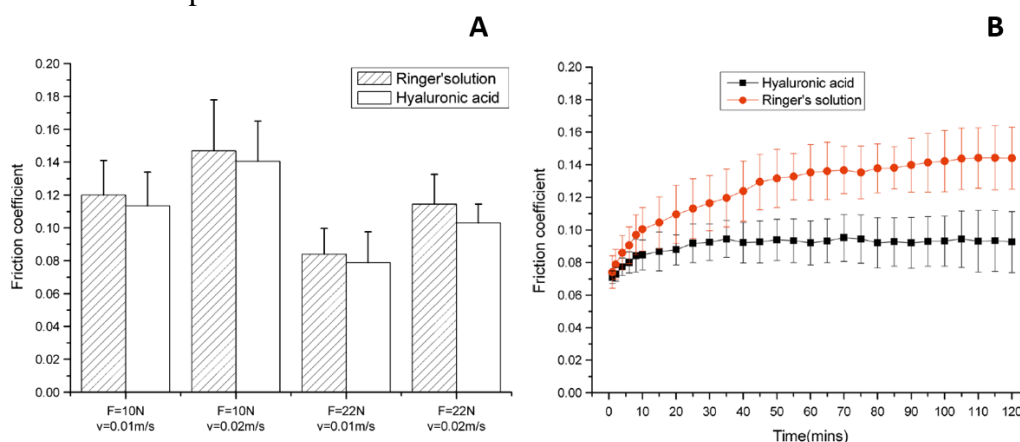 A
Ringer'solution
Hyaluronic acid
0.20
0.18
0.16
0.14
0.12
0.10
0.08
0.06
0.04
0.02
0.00
Friction coefficient
F=10N
v=0.01m/s
F=10N
v=0.02m/s
F=22N
v=0.01m/s
F=22N
v=0.02m/s
B
Hyaluronic acid
Ringer's solution
0.20
0.18
0.16
0.14
0.12
0.10
0.08
0.06
0.04
0.02
0.00
Friction coefficient
0 10 20 30 40 50 60 70 80 90 100 110 120
Time(mins)